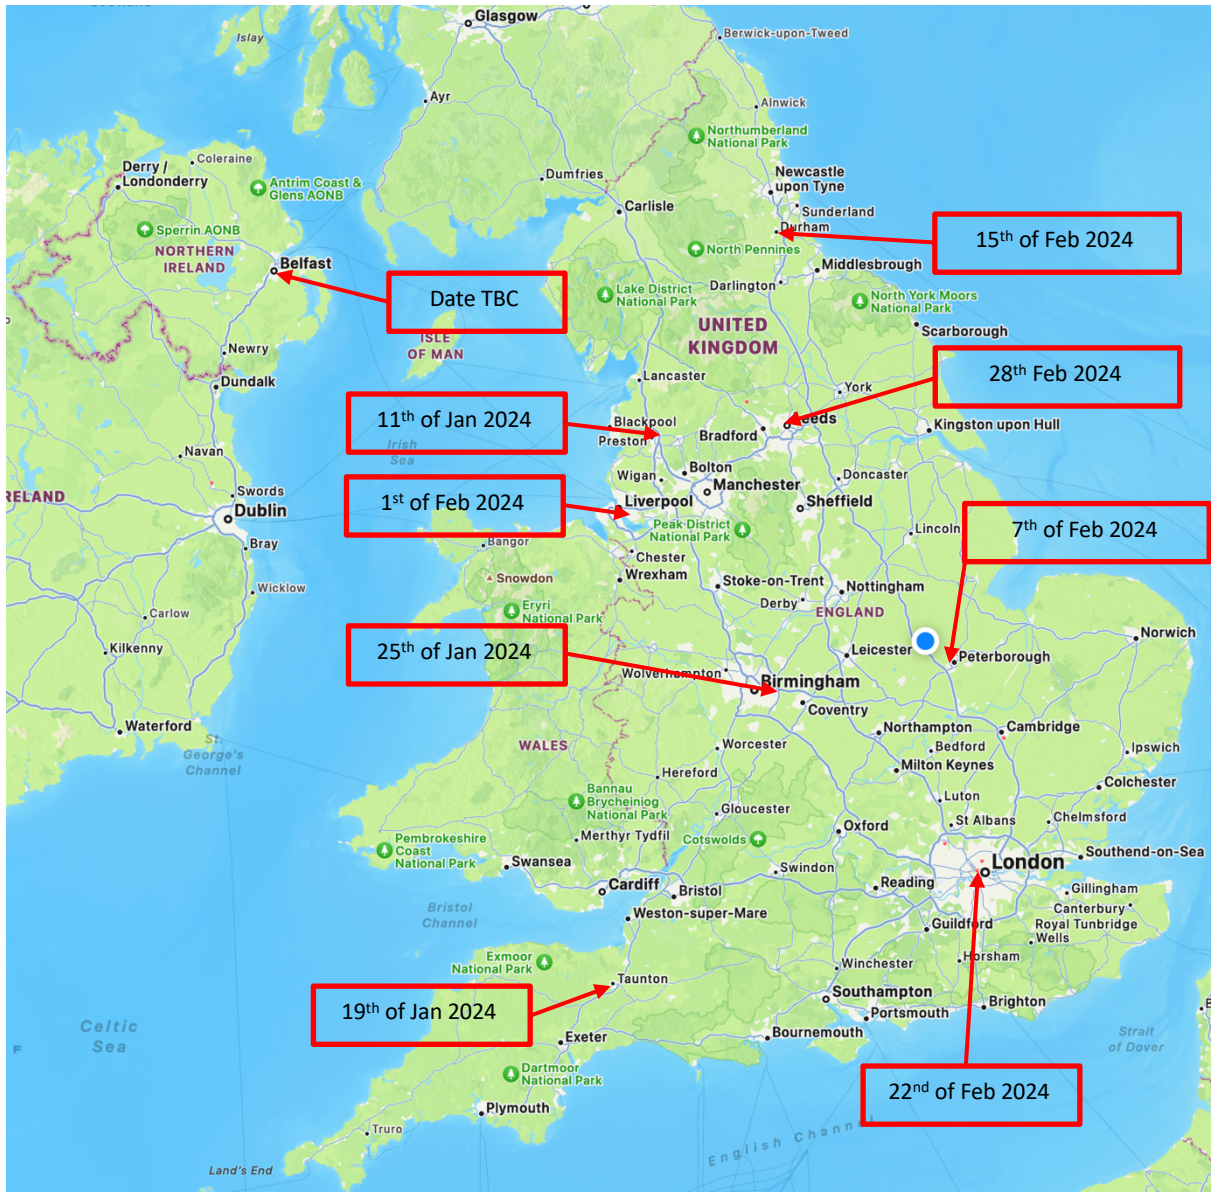 Glasgow
Islay
Berwick-upon-Tweed
Ayr
Alnwick
Northumberland
National Park
Coleraine
Derry /
Londonderry
Antrim Coast &
Glens AONB
Dumfries
Newcastle
upon Tyne
Carlisle
Sunderland
Durham
15th of Feb 2024
Sperrin AONB
NORTHERN
IRELAND
Belfast
North Pennines
Middlesbrough
Date TBC
Lake District
National Park
Darlington
North York Moors
National Park
UNITED
KINGDOM
Scarborough
ISLE
OF MAN
Newry
Dundalk
Lancaster
York
28th Feb 2024
11th of Jan 2024
Blackpool
Preston
Bradford
Leeds
Kingston upon Hull
Irish
Sea
Navan
Wigan
Bolton
Manchester
Doncaster
RELAND
Swords
Dublin
1st of Feb 2024
Liverpool
Sheffield
Peak District
National Park
Lincoln
7th of Feb 2024
Bray
Bangor
Chester
Wrexham
Snowdon
Stoke-on-Trent
Nottingham
Wicklow
Derby
ENGLAND
Carlow
Eryri
National Park
Kilkenny
25th of Jan 2024
Leicester
Peterborough
Norwich
Wolverhampton
Birmingham
Coventry
Waterford
St.
George's
Channel
WALES
Worcester
Northampton
Cambridge
Bedford
Ipswich
Hereford
Milton Keynes
Colchester
Bannau
Brycheiniog
National Park
Gloucester
Luton
St Albans
Chelmsford
Pembrokeshire
Coast
National Park
Merthyr Tydfil
Cotswolds
Oxford
Swansea
Swindon
London
Southend-on-Sea
Cardiff
Bristol
Reading
Gillingham
Canterbury
Bristol
Channel
Weston-super-Mare
Guildford
Royal Tunbridge
Wells
Exmoor
National Park
Winchester
Horsham
Taunton
19th of Jan 2024
Southampton
Portsmouth
Brighton
Celtic
Sea
Exeter
Bournemouth
Strait
of Dover
Dartmoor
National Park
22nd of Feb 2024
Plymouth
Truro
English Channel
Land's End